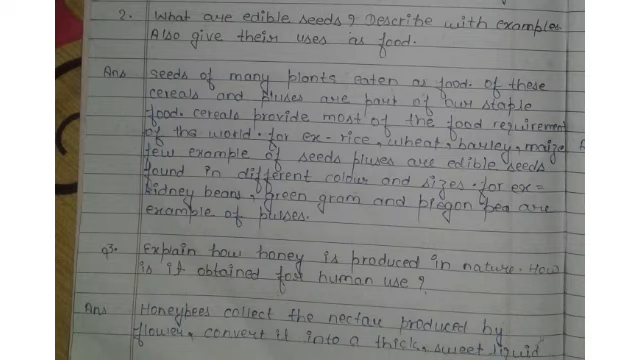 2. What are edible seeds? Describe with examples
Also give their uses as food.
Ans Seeds of many plants eaten as food. Of these
cereals and pluses are part of our staple
food. cereals provide most of the food requirement
of the world. for ex- rice, wheat, barley, maize
few example of seeds pluses are edible seeds
found in different colour and sizes. for ex=
kidney beans, green gram and piegon pea are
example of pluses.
Q3. Explain how honey is produced in nature. How
is it obtained for human use?
Ans Honeybees collect the nectar produced by
flower, convert it into a thick, sweet liquid